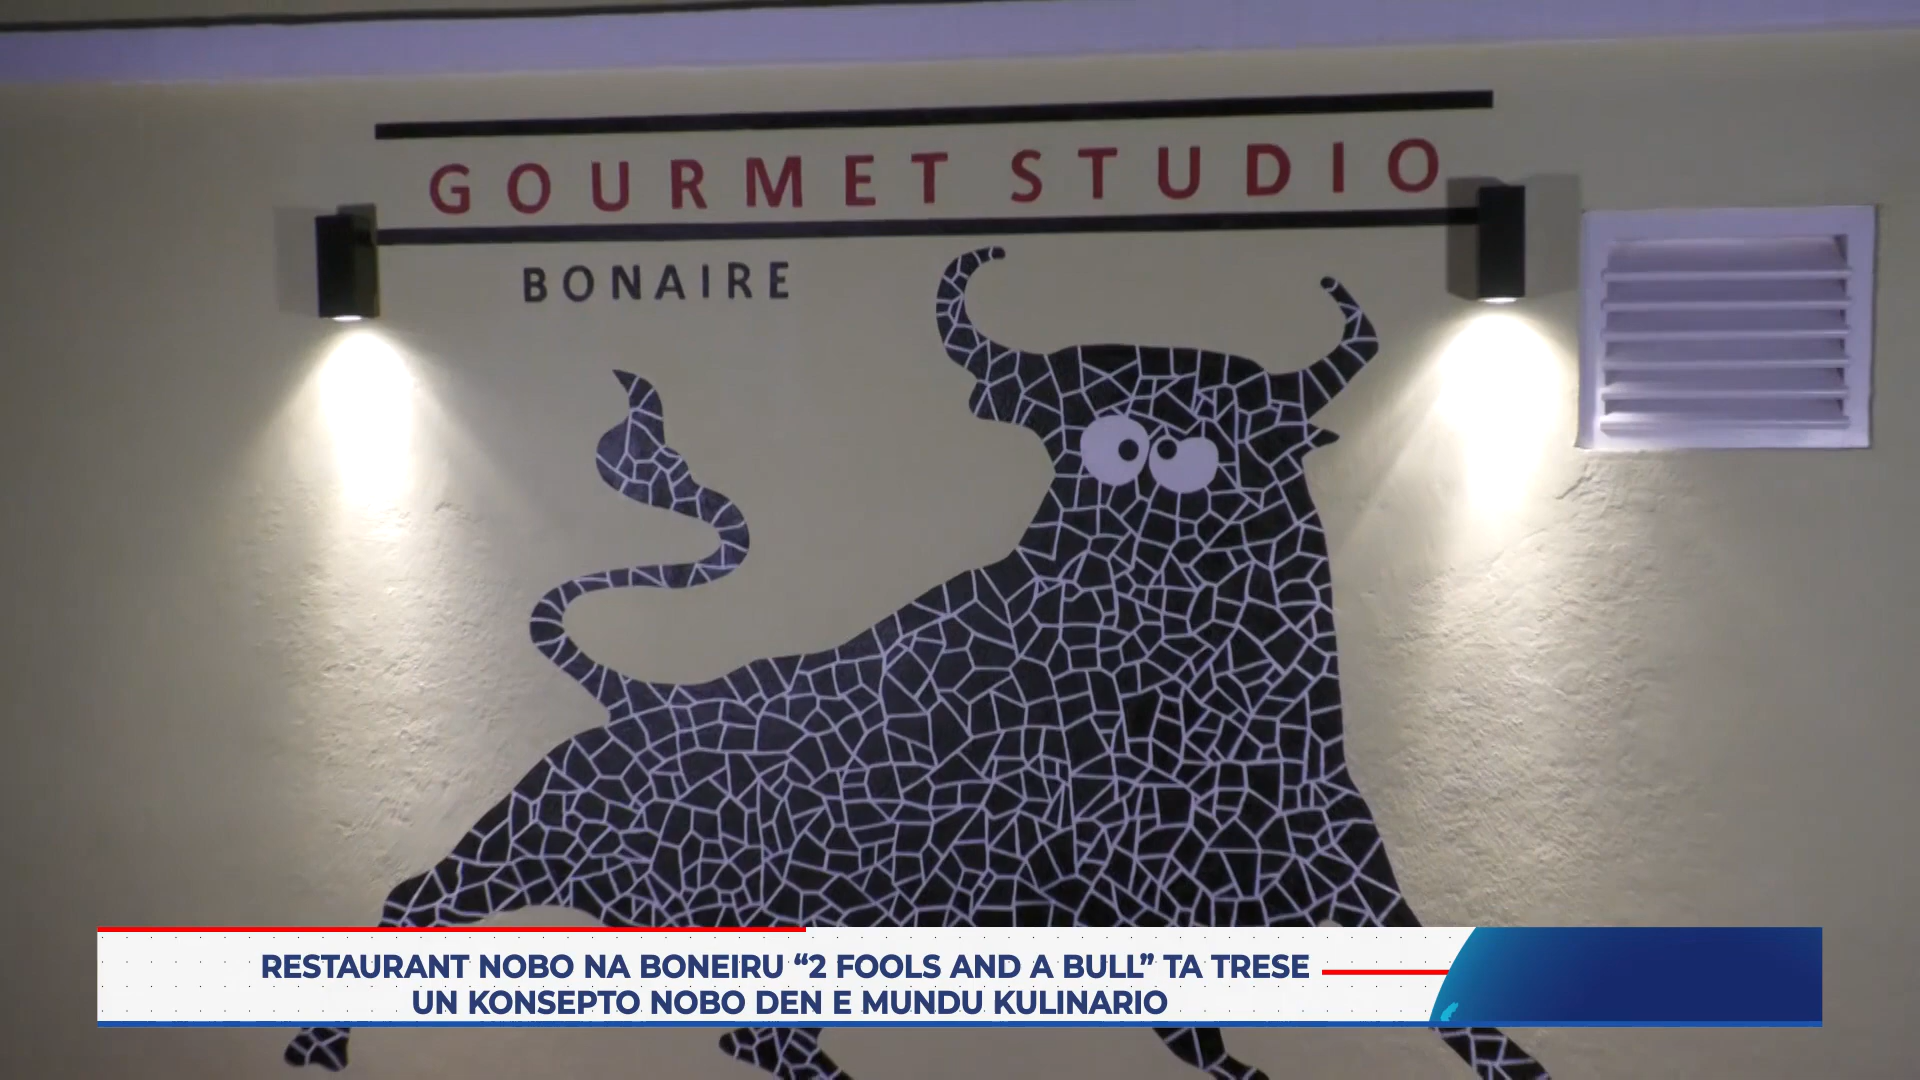 GOURMET STUDIO
BONAIRE
RESTAURANT NOBO NA BONEIRU “2 FOOLS AND A BULL” TA TRESE
UN KONSEPTO NOBO DEN E MUNDU KULINARIO